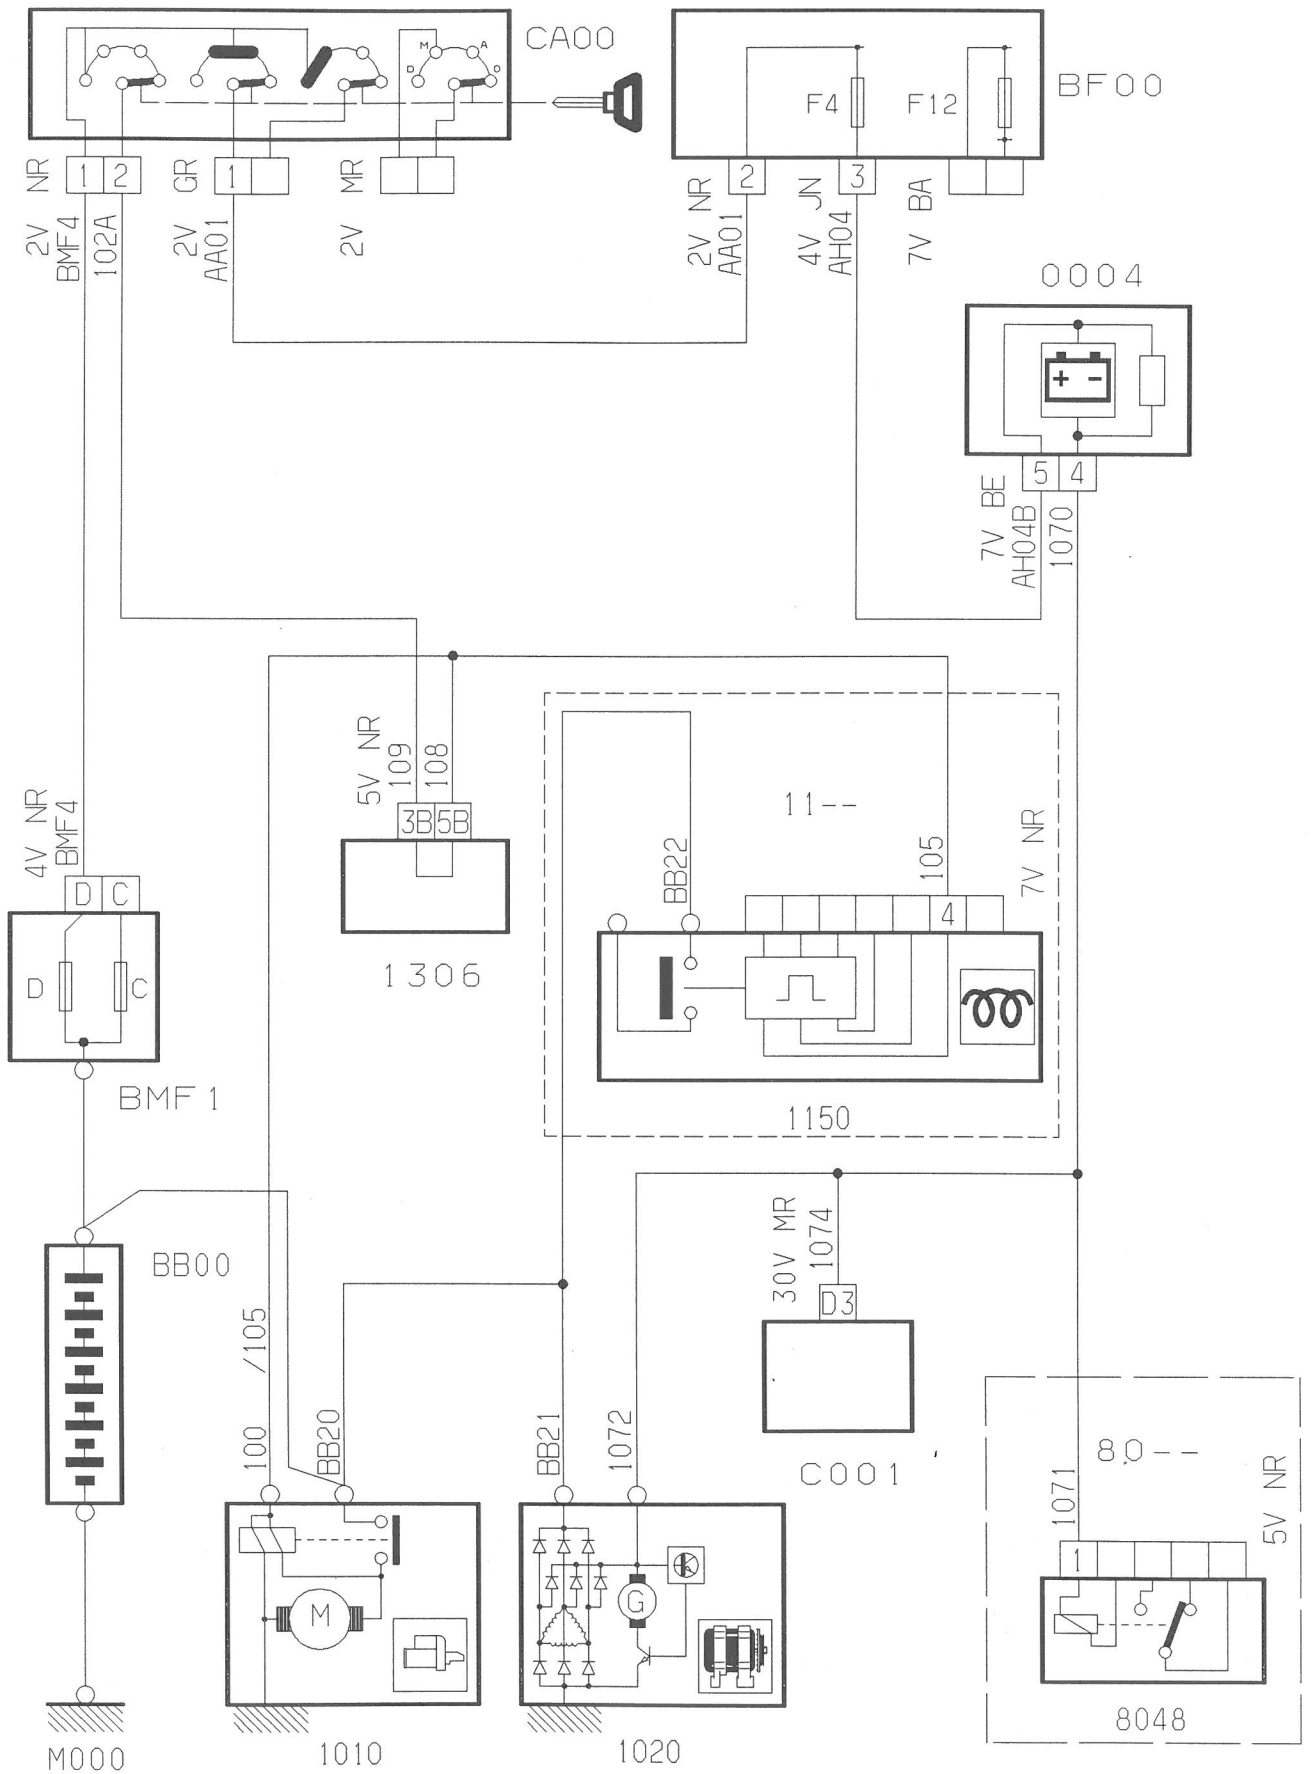 CA00
M
A
D
O
BF00
F4
F12
1
2
1
2
3
NR
GR
MR
NR
JN
BA
2V
BMF4
102A
2V
AA01
2V
2V
AA01
4V
AH04
7V
0004
+ -
5
4
7V BE
AH04B
1070
5V NR
109
108
3B
5B
1306
11--
BB22
105
7V NR
4
1150
4V NR
BMF4
D
C
D
C
BMF1
BB00
30V MR
1074
D3
C001
100 /105
BB20
BB21
1072
80--
1071
5V NR
1
M
G
M000
1010
1020
8048